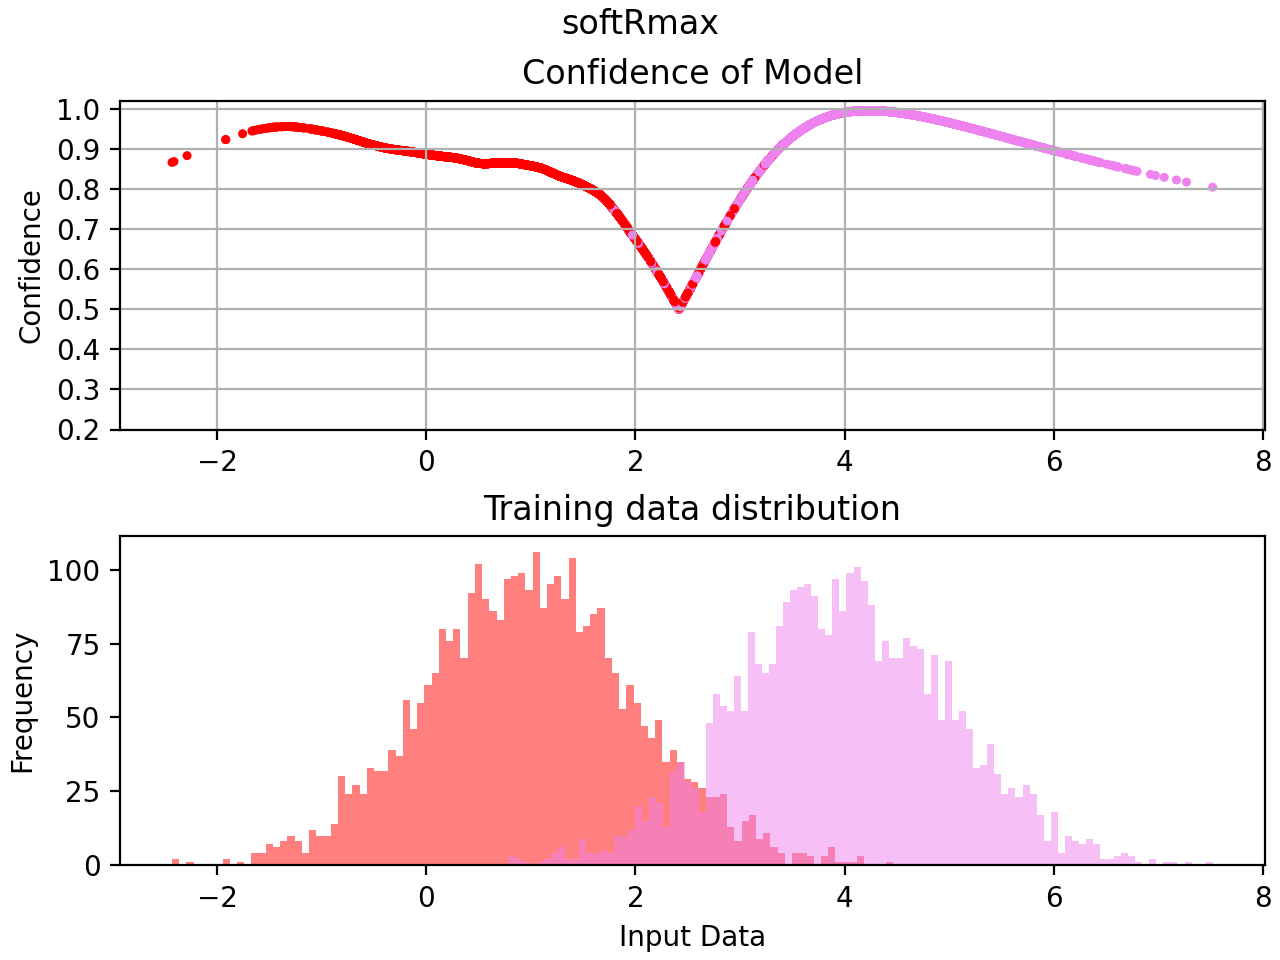 softRmax
Confidence of Model
1.0
0.9
0.8
0.7
0.6
0.5
0.4
0.3
0.2
Confidence
−2 0 2 4 6 8
Training data distribution
100
75
50
25
0
Frequency
−2 0 2 4 6 8
Input Data